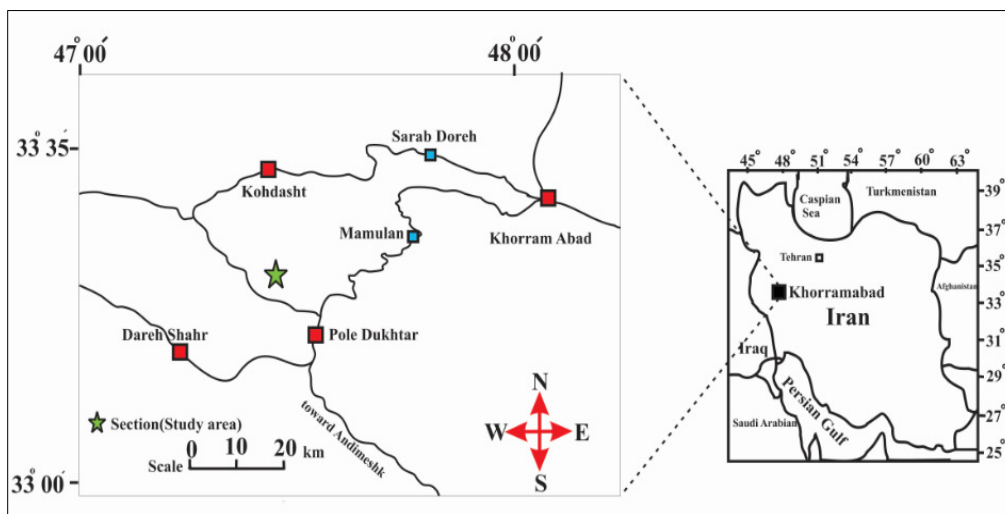 47° 00'
48° 00'
33° 35'
Sarab Doreh
Kohdasht
Mamulan
Khorram Abad
Dareh Shahr
Pole Dukhtar
toward Andimeshk
Section(Study area)
0 10 20
Scale
km
33° 00'
N
W
E
S
45° 48° 51° 54° 57° 60° 63°
Caspian
Sea
Turkmenistan
39°
37°
Tehran
35°
Afghanistan
Khorramabad
33°
Iran
31°
Iraq
29°
Persian Gulf
27°
Saudi Arabian
25°